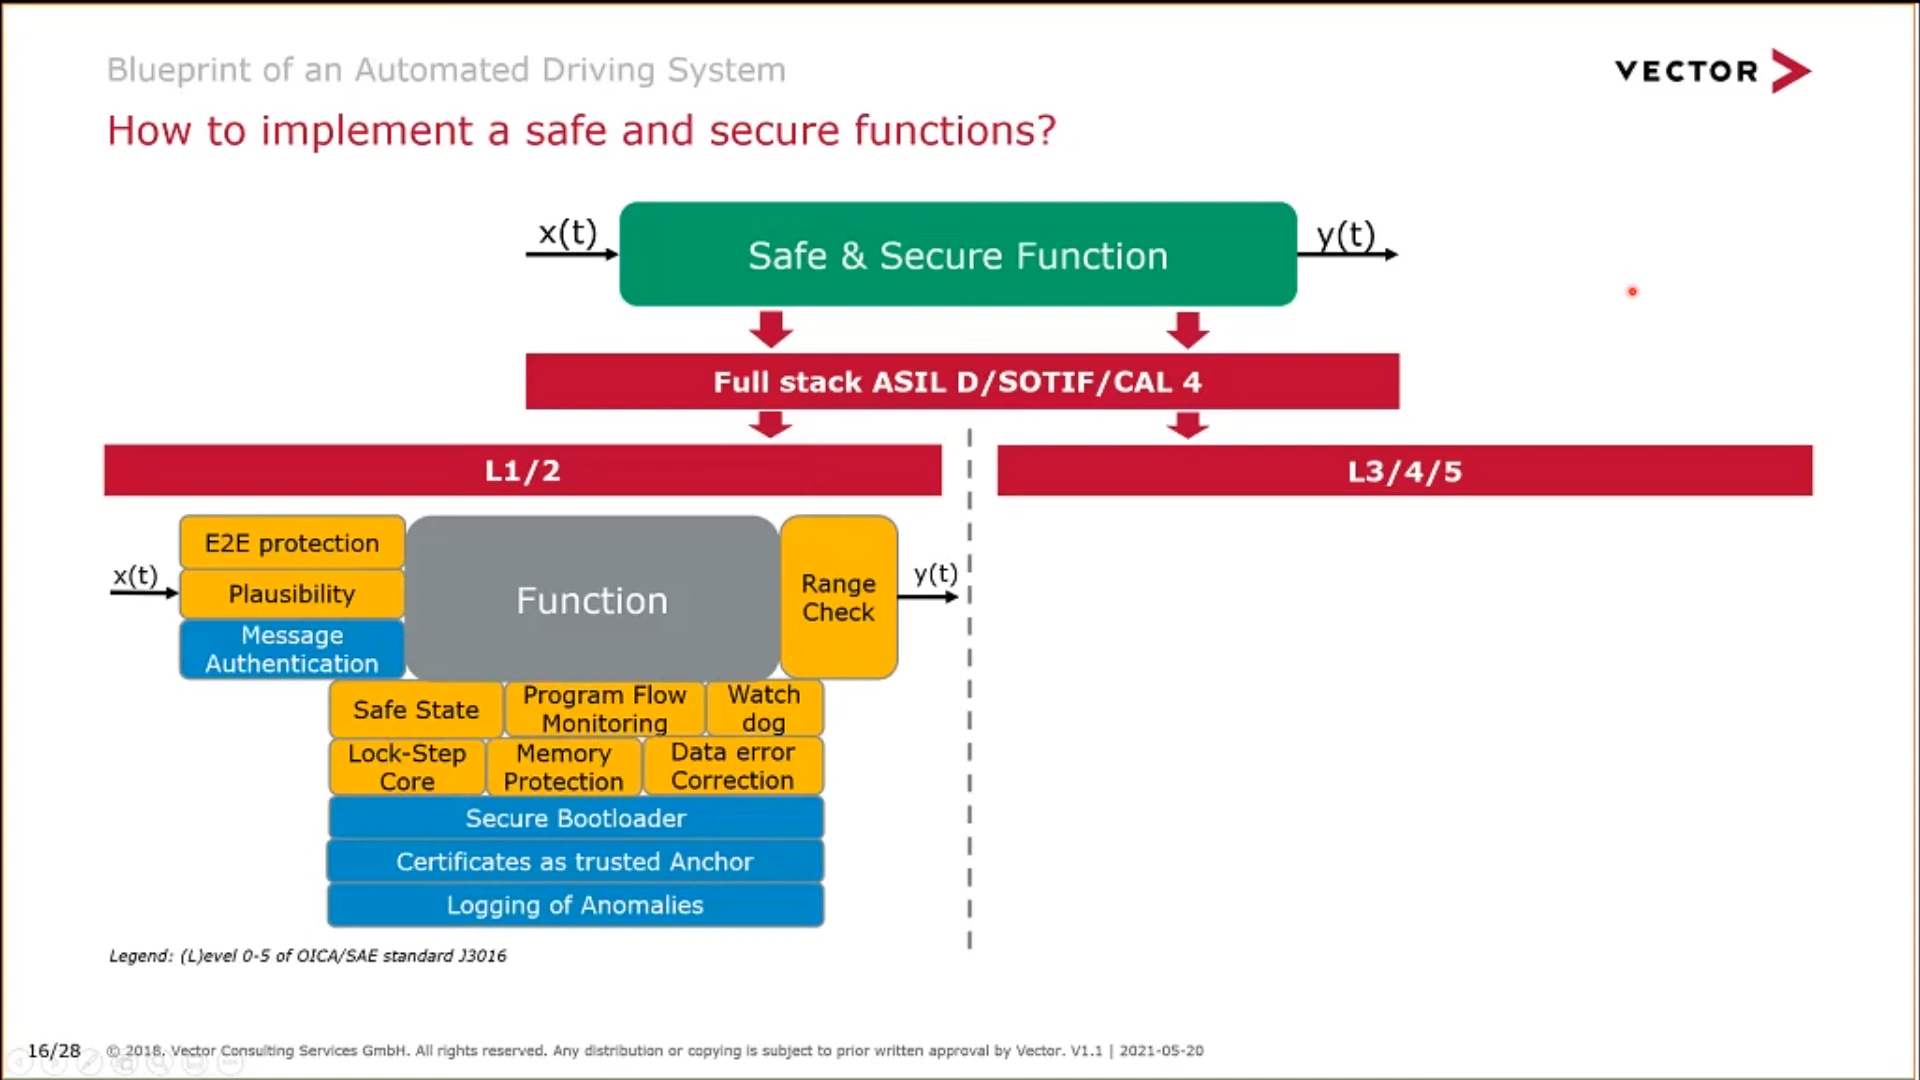 Blueprint of an Automated Driving System
VECTOR
How to implement a safe and secure functions?
x(t)
Safe & Secure Function
y(t)
Full stack ASIL D/SOTIF/CAL 4
L1/2
L3/4/5
E2E protection
x(t)
Plausibility
Message
Authentication
Function
Range
Check
y(t)
Safe State
Program Flow
Monitoring
Watch
dog
Lock-Step
Core
Memory
Protection
Data error
Correction
Secure Bootloader
Certificates as trusted Anchor
Logging of Anomalies
Legend: (L)evel 0-5 of OICA/SAE standard J3016
16/28
© 2018. Vector Consulting Services GmbH. All rights reserved. Any distribution or copying is subject to prior written approval by Vector. V1.1 | 2021-05-20